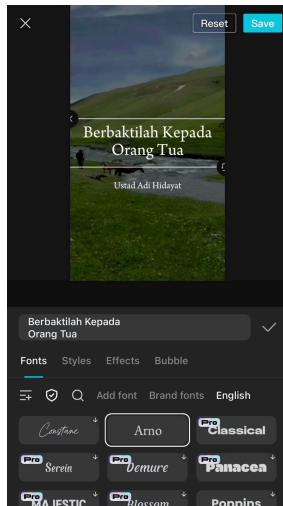 Reset
Save
Berbaktilah Kepada
Orang Tua
Ustad Adi Hidayat
Berbaktilah Kepada
Orang Tua
Fonts Styles Effects Bubble
Add font Brand fonts English
Constane
Arno
Pro Classical
Pro Serein
Pro Demure
Pro Panacea
Pro MAJESTIC
Pro Blossom
Poppins